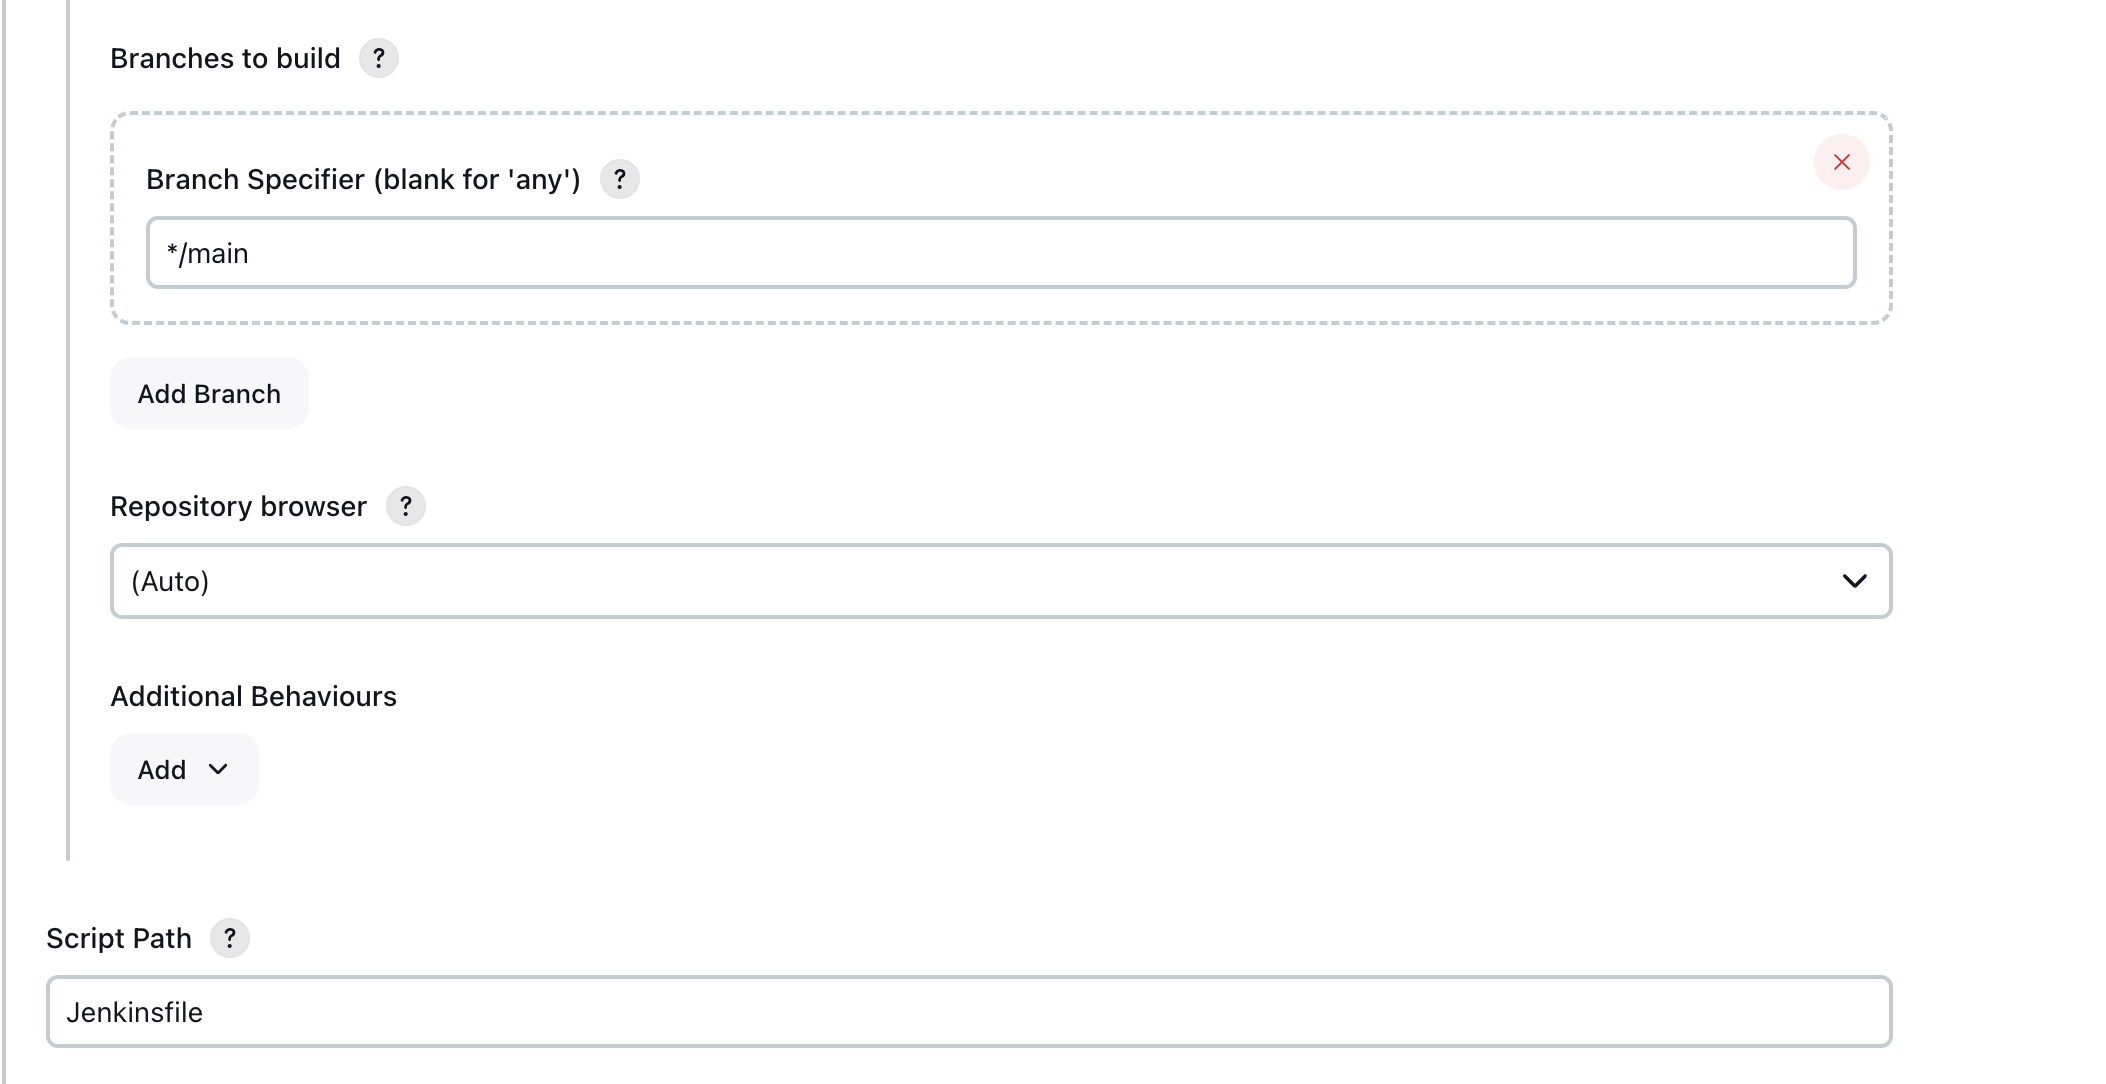 Branches to build ?
Branch Specifier (blank for 'any') ?
*/main
Add Branch
Repository browser ?
(Auto)
Additional Behaviours
Add
Script Path ?
Jenkinsfile